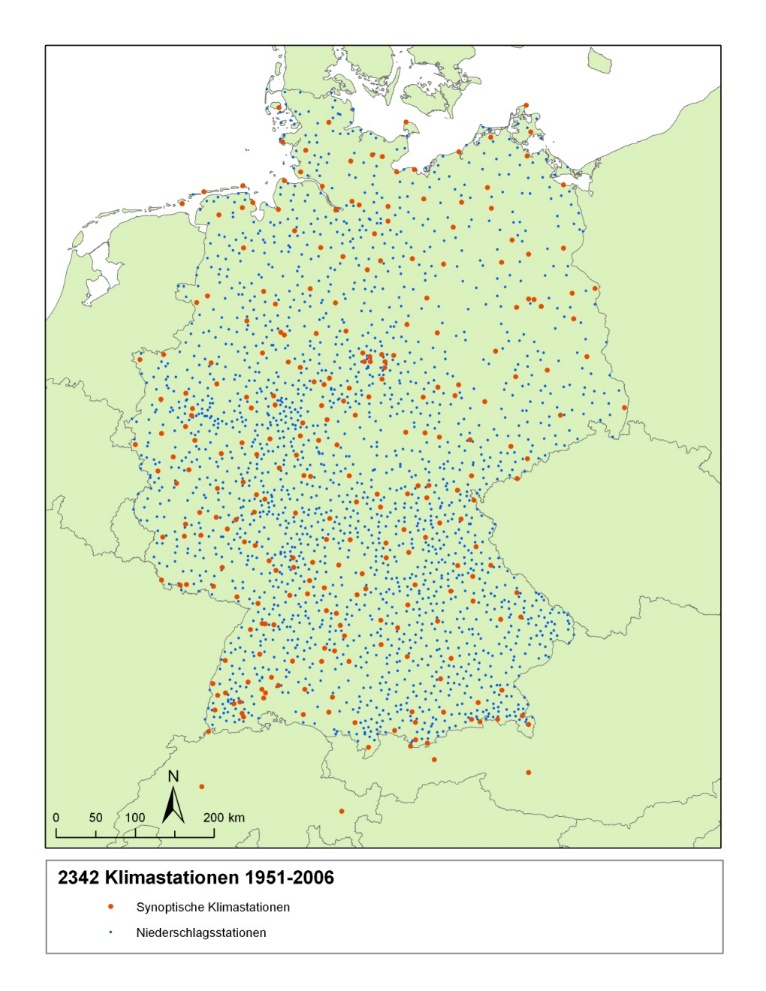 N
0 50 100 200 km
2342 Klimastationen 1951-2006
Synoptische Klimastationen
Niederschlagsstationen